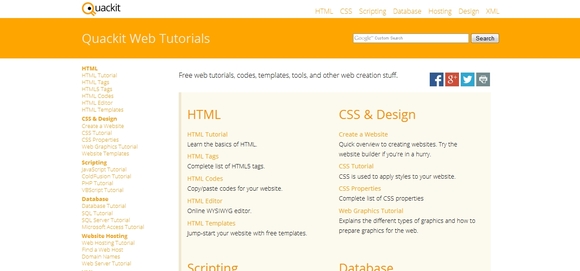 Quackit
HTML CSS Scripting Database Hosting Design XML
Quackit Web Tutorials
Google Custom Search
Search
HTML
HTML Tutorial
HTML Tags
HTML5 Tags
HTML Codes
HTML Editor
HTML Templates
CSS & Design
Create a Website
CSS Tutorial
CSS Properties
Web Graphics Tutorial
Website Templates
Scripting
JavaScript Tutorial
ColdFusion Tutorial
PHP Tutorial
VBScript Tutorial
Database
Database Tutorial
SQL Tutorial
SQL Server Tutorial
Microsoft Access Tutorial
Website Hosting
Web Hosting Tutorial
Find a Web Host
Domain Names
Web Server Tutorial
Free web tutorials, codes, templates, tools, and other web creation stuff.
HTML
HTML Tutorial
Learn the basics of HTML.
HTML Tags
Complete list of HTML5 tags.
HTML Codes
Copy/paste codes for your website.
HTML Editor
Online WYSIWYG editor.
HTML Templates
Jump-start your website with free templates.
CSS & Design
Create a Website
Quick overview to creating websites. Try the
website builder if you're in a hurry.
CSS Tutorial
CSS is used to apply styles to your website.
CSS Properties
Complete list of CSS properties
Web Graphics Tutorial
Explains the different types of graphics and how to
prepare graphics for the web.
Scripting
Database